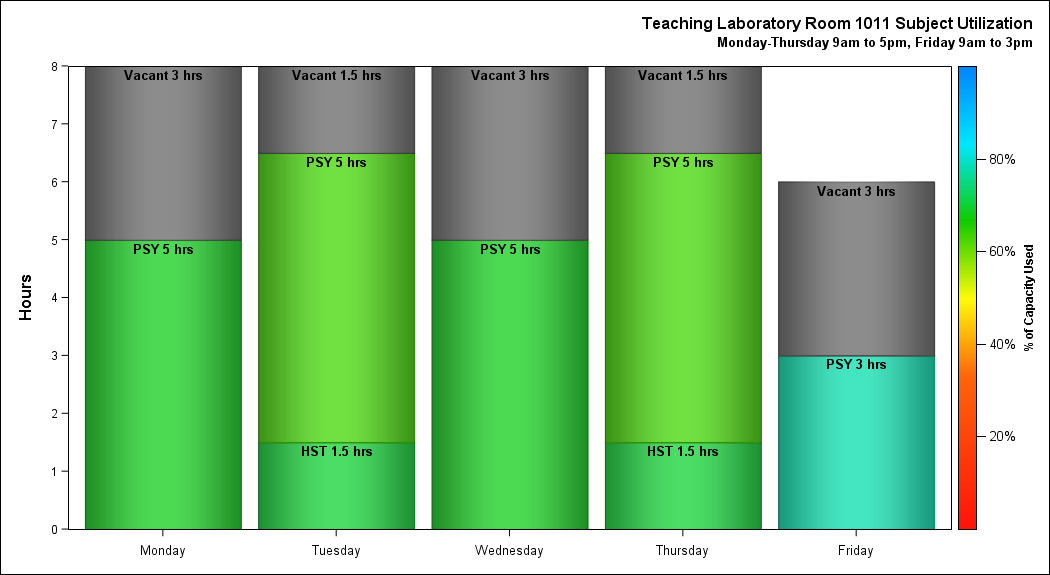 Teaching Laboratory Room 1011 Subject Utilization
Monday-Thursday 9am to 5pm, Friday 9am to 3pm
Hours
8
7
6
5
4
3
2
1
0
Vacant 3 hrs
PSY 5 hrs
Vacant 1.5 hrs
PSY 5 hrs
HST 1.5 hrs
Vacant 3 hrs
PSY 5 hrs
Vacant 1.5 hrs
PSY 5 hrs
HST 1.5 hrs
Vacant 3 hrs
PSY 3 hrs
Monday
Tuesday
Wednesday
Thursday
Friday
80%
60%
40%
20%
% of Capacity Used